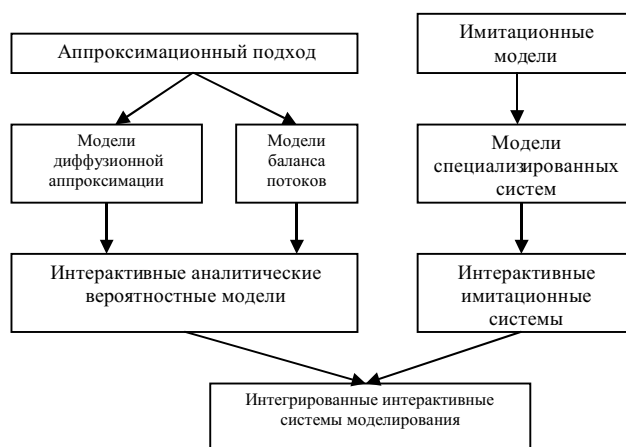 Аппроксимационный подход
Имитационные
модели
Модели
диффузионной
аппроксимации
Модели
баланса
потоков
Модели
специализированных
систем
Интерактивные аналитические
вероятностные модели
Интерактивные
имитационные
системы
Интегрированные интерактивные
системы моделирования